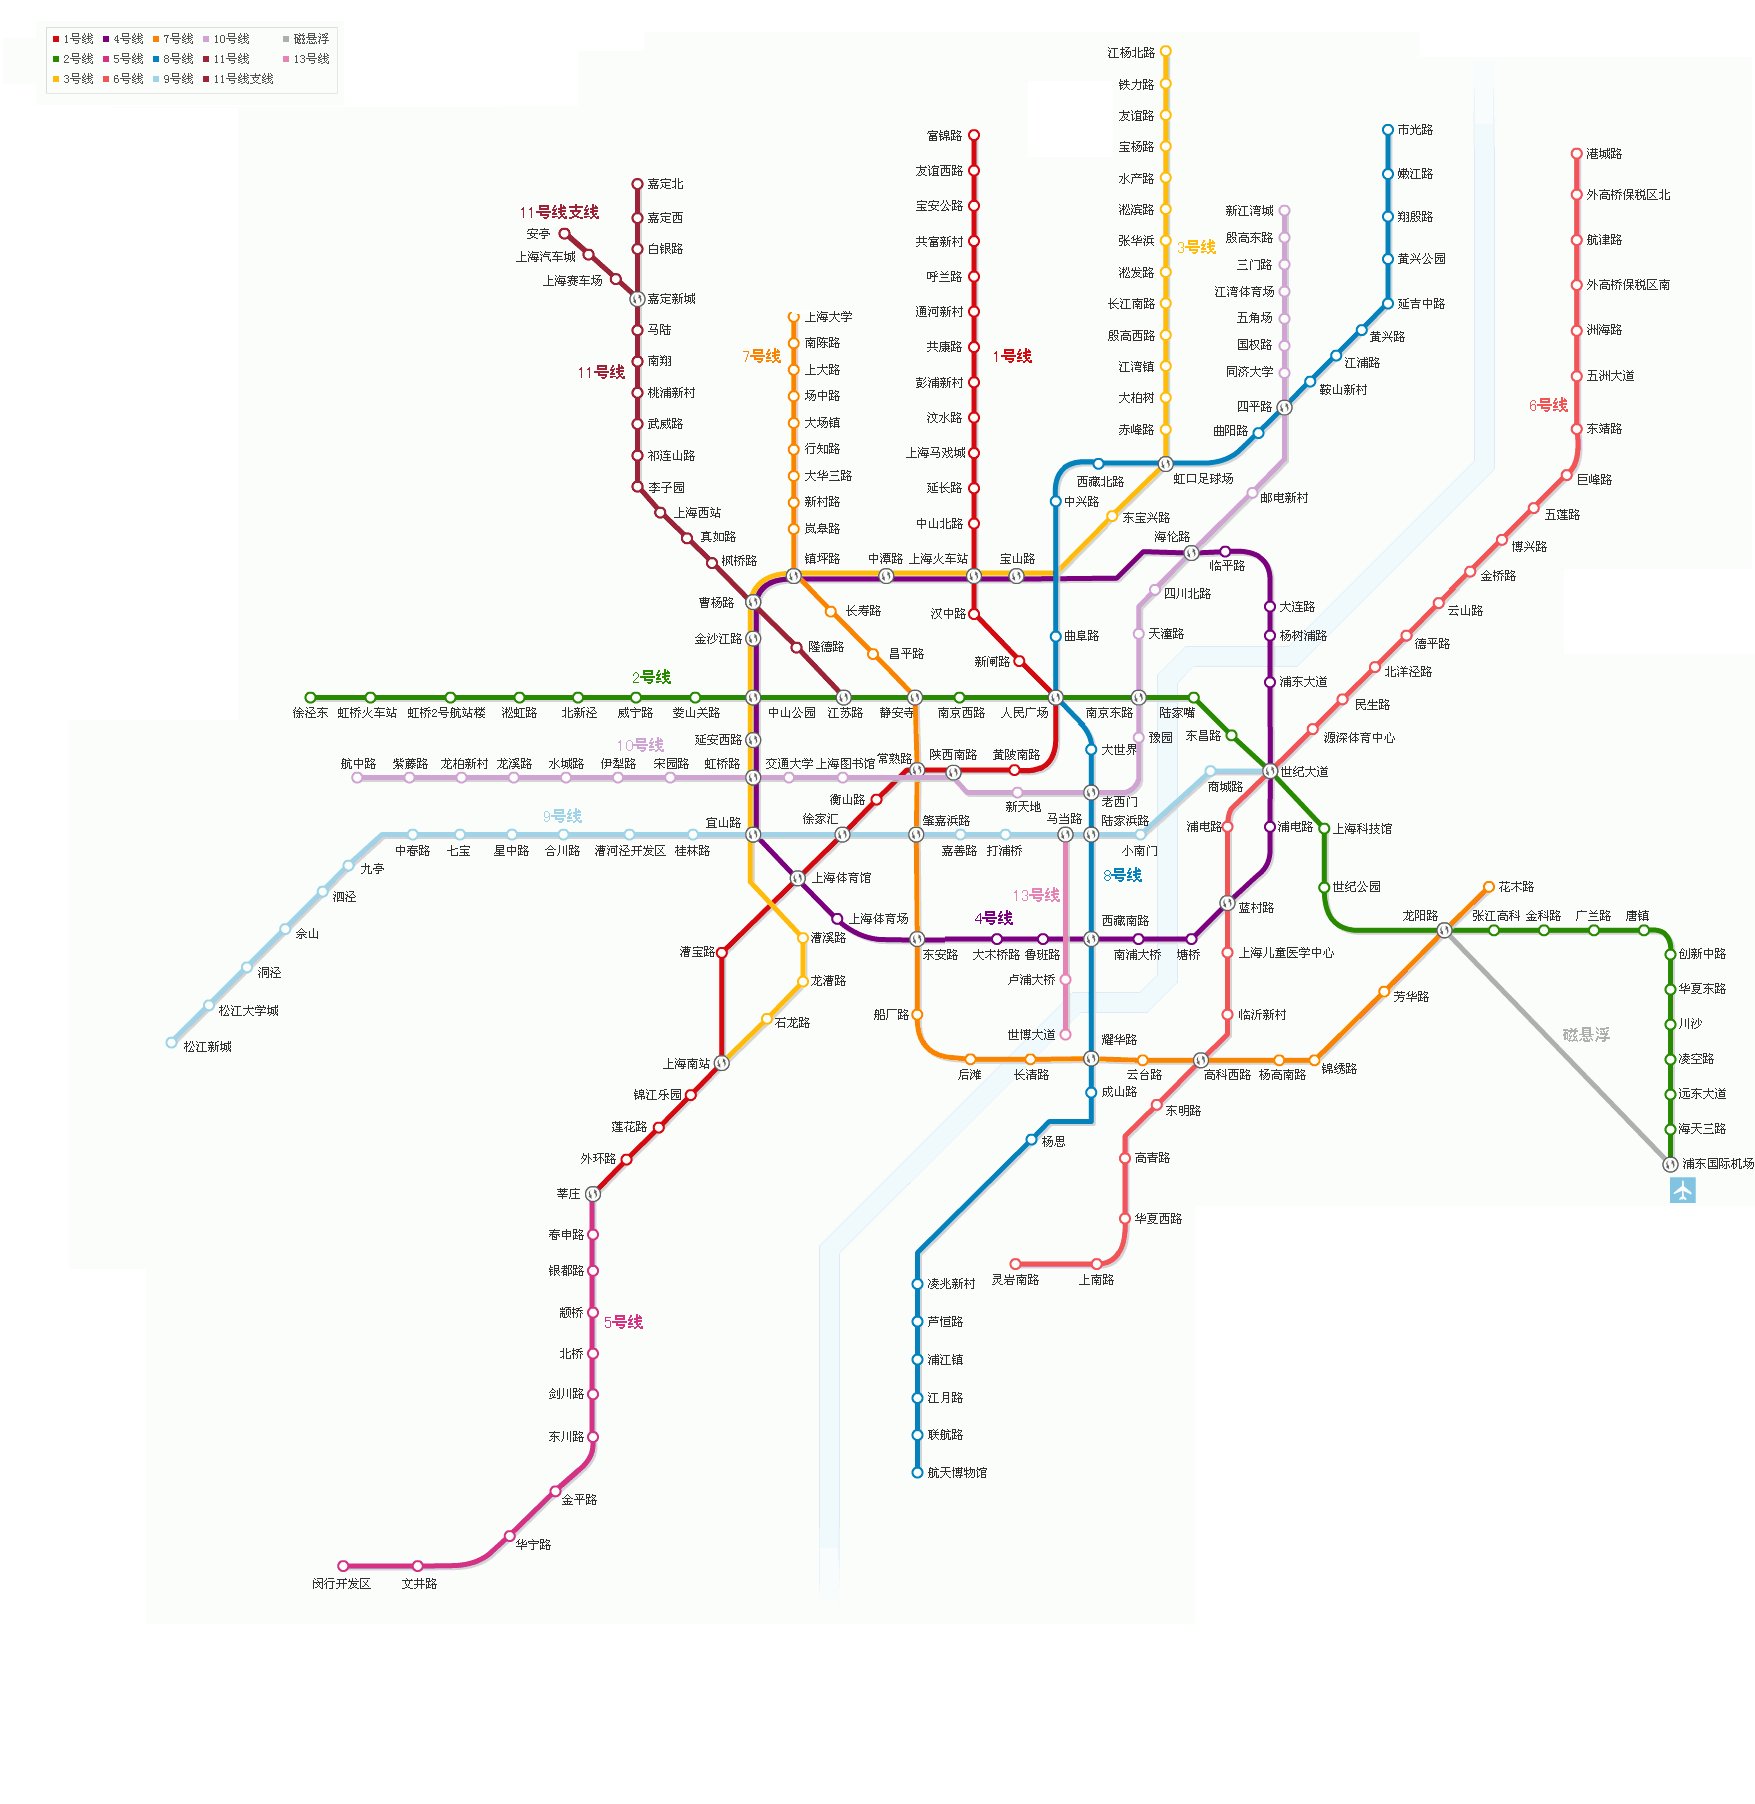 1号线 4号线 7号线 10号线 磁悬浮
2号线 5号线 8号线 11号线 13号线
3号线 6号线 9号线 11号线支线
江杨北路
铁力路
友谊路
宝杨路
水产路
淞滨路
张华浜
3号线
淞发路
长江南路
殷高西路
江湾镇
大柏树
赤峰路
虹口足球场
东宝兴路
市光路
嫩江路
翔殷路
黄兴公园
延吉中路
黄兴路
江浦路
鞍山新村
四平路
曲阳路
西藏北路
中兴路
曲阜路
港城路
外高桥保税区北
航津路
外高桥保税区南
洲海路
五洲大道
6号线
东靖路
巨峰路
五莲路
博兴路
金桥路
云山路
德平路
北洋泾路
民生路
源深体育中心
富锦路
友谊西路
宝安公路
共富新村
呼兰路
通河新村
1号线
共康路
彭浦新村
汶水路
上海马戏城
延长路
中山北路
上海火车站
汉中路
新闸路
新江湾城
殷高东路
三门路
江湾体育场
五角场
国权路
同济大学
邮电新村
海伦路
四川北路
天潼路
嘉定北
11号线支线
嘉定西
安亭
白银路
上海汽车城
上海赛车场
嘉定新城
马陆
南翔
11号线
桃浦新村
武威路
祁连山路
李子园
上海西站
真如路
枫桥路
曹杨路
隆德路
上海大学
南陈路
7号线
上大路
场中路
大场镇
行知路
大华三路
新村路
岚皋路
镇坪路
中潭路
宝山路
长寿路
昌平路
临平路
大连路
杨树浦路
浦东大道
金沙江路
2号线
徐泾东 虹桥火车站 虹桥2号航站楼 淞虹路 北新泾 威宁路 娄山关路 中山公园 江苏路 静安寺 南京西路 人民广场 南京东路 陆家嘴
东昌路
延安西路
10号线
航中路 紫藤路 龙柏新村 龙溪路 水城路 伊犁路 宋园路 虹桥路 交通大学 上海图书馆
常熟路 陕西南路 黄陂南路
大世界
豫园
世纪大道
商城路
衡山路
新天地
老西门
9号线
宜山路 徐家汇 肇嘉浜路 马当路 陆家浜路
浦电路 浦电路 上海科技馆
中春路 七宝 星中路 合川路 漕河泾开发区 桂林路 嘉善路 打浦桥 小南门
九亭
泗泾
佘山
洞泾
松江大学城
松江新城
上海体育馆
8号线
13号线
世纪公园
花木路
上海体育场
4号线
西藏南路
蓝村路
龙阳路 张江高科 金科路 广兰路 唐镇
漕溪路
漕宝路
东安路 大木桥路 鲁班路 南浦大桥 塘桥
上海儿童医学中心
创新中路
龙漕路
卢浦大桥
华夏东路
芳华路
石龙路
船厂路
临沂新村
川沙
世博大道
磁悬浮
耀华路
凌空路
上海南站
后滩 长清路 云台路 高科西路 杨高南路 锦绣路
锦江乐园
成山路
远东大道
东明路
莲花路
海天三路
杨思
外环路
高青路
浦东国际机场
莘庄
华夏西路
春申路
银都路
灵岩南路 上南路
凌兆新村
颛桥
5号线
芦恒路
北桥
浦江镇
剑川路
江月路
东川路
联航路
航天博物馆
金平路
华宁路
闵行开发区 文井路